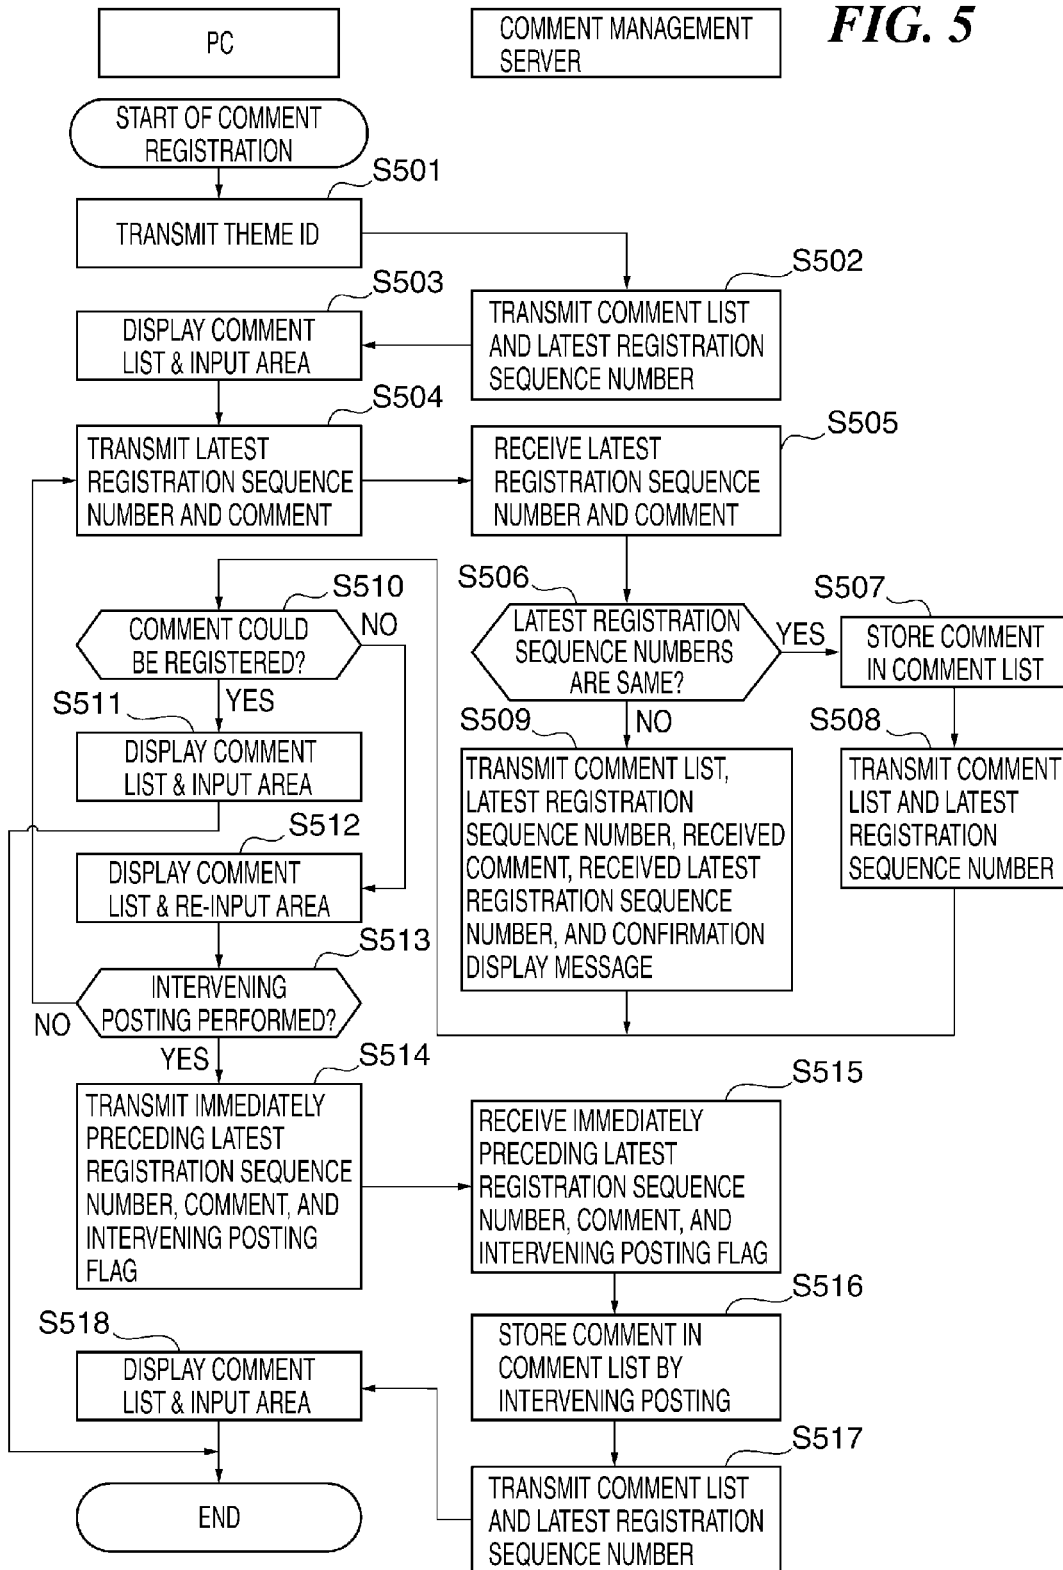 FIG. 5
PC
COMMENT MANAGEMENT
SERVER
START OF COMMENT
REGISTRATION
S501
TRANSMIT THEME ID
S502
TRANSMIT COMMENT LIST
AND LATEST REGISTRATION
SEQUENCE NUMBER
S503
DISPLAY COMMENT
LIST & INPUT AREA
S504
TRANSMIT LATEST
REGISTRATION SEQUENCE
NUMBER AND COMMENT
S505
RECEIVE LATEST
REGISTRATION SEQUENCE
NUMBER AND COMMENT
S506
LATEST REGISTRATION
SEQUENCE NUMBERS
ARE SAME?
YES
NO
S507
STORE COMMENT
IN COMMENT LIST
S508
TRANSMIT COMMENT
LIST AND LATEST
REGISTRATION
SEQUENCE NUMBER
S509
TRANSMIT COMMENT LIST,
LATEST REGISTRATION
SEQUENCE NUMBER, RECEIVED
COMMENT, RECEIVED LATEST
REGISTRATION SEQUENCE
NUMBER, AND CONFIRMATION
DISPLAY MESSAGE
S510
COMMENT COULD
BE REGISTERED?
NO
YES
S511
DISPLAY COMMENT
LIST & INPUT AREA
S512
DISPLAY COMMENT
LIST & RE-INPUT AREA
S513
INTERVENING
POSTING PERFORMED?
NO
YES
S514
TRANSMIT IMMEDIATELY
PRECEDING LATEST
REGISTRATION SEQUENCE
NUMBER, COMMENT, AND
INTERVENING POSTING
FLAG
S515
RECEIVE IMMEDIATELY
PRECEDING LATEST
REGISTRATION SEQUENCE
NUMBER, COMMENT, AND
INTERVENING POSTING FLAG
S516
STORE COMMENT IN
COMMENT LIST BY
INTERVENING POSTING
S517
TRANSMIT COMMENT LIST
AND LATEST REGISTRATION
SEQUENCE NUMBER
S518
DISPLAY COMMENT
LIST & INPUT AREA
END